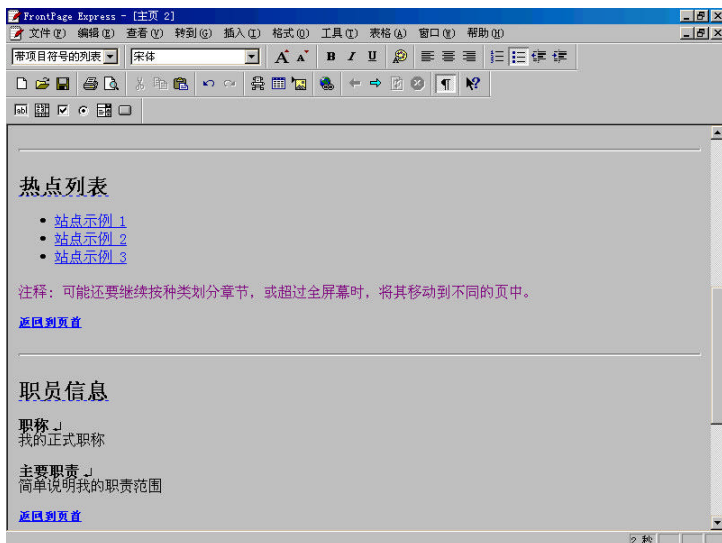 FrontPage Express - [主页 2]
文件(F) 编辑(E) 查看(V) 转到(G) 插入(I) 格式(O) 工具(T) 表格(A) 窗口(W) 帮助(H)
带项目符号的列表 宋体 A A B I U
abl
热点列表
站点示例 1
站点示例 2
站点示例 3
注释: 可能还要继续按种类划分章节，或超过全屏幕时，将其移动到不同的页中。
返回到页首
职员信息
职称
我的正式职称
主要职责
简单说明我的职责范围
返回到页首
2 秒